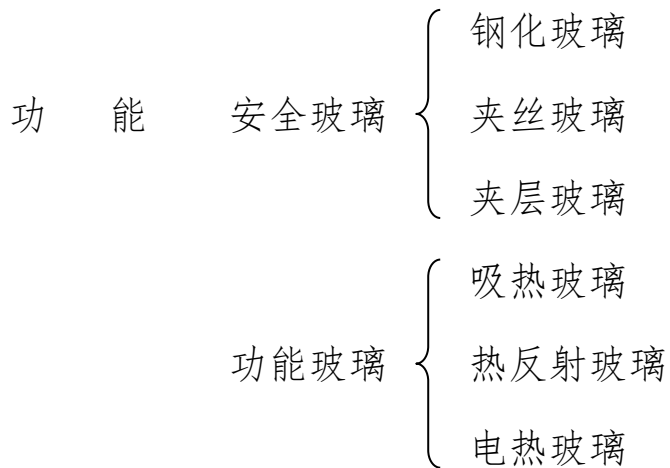 钢化玻璃
功 能 安全玻璃 夹丝玻璃
夹层玻璃
吸热玻璃
功能玻璃 热反射玻璃
电热玻璃